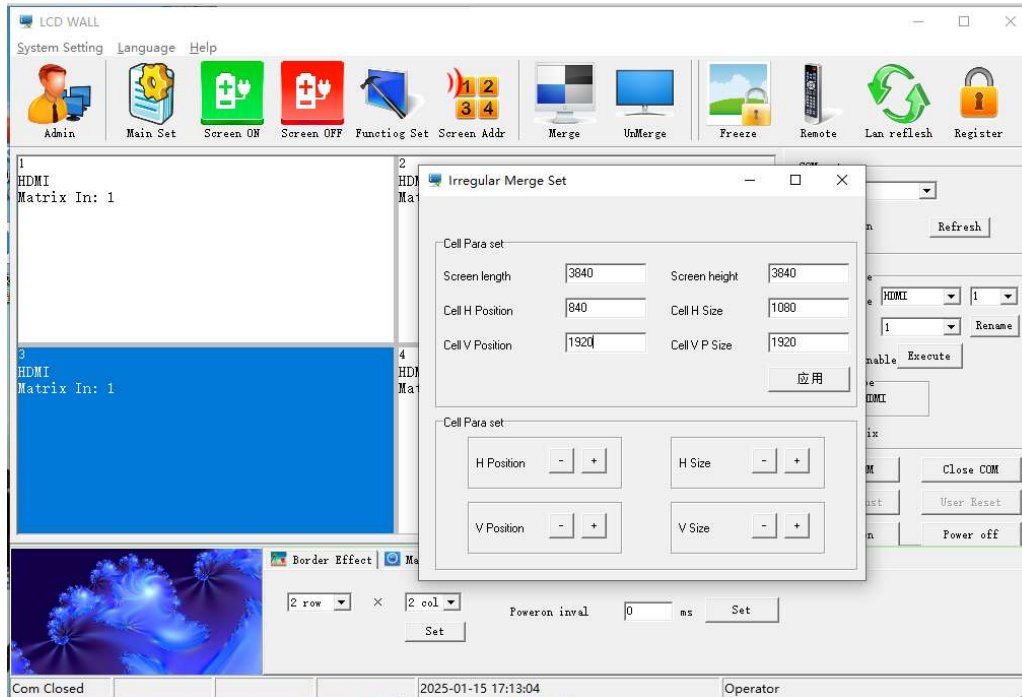 LCD WALL
System Setting Language Help
Admin Main Set Screen ON Screen OFF Functiog Set Screen Addr Merge UnMerge Freeze Remote Lan reflesh Register
1 2 3 4
1
HDMI
Matrix In: 1
2
3
HDMI
Matrix In: 1
4
Irregular Merge Set
Cell Para set
Screen length 3840 Screen height 3840
Cell H Position 840 Cell H Size 1080
Cell V Position 1920 Cell V P Size 1920
应用
Cell Para set
H Position - + H Size - +
V Position - + V Size - +
Refresh
HDMI 1
1 Rename
Execute
Close COM
User Reset
Power off
Border Effect
2 row × 2 col Poweron inval 0 ms Set
Set
Com Closed 2025-01-15 17:13:04 Operator